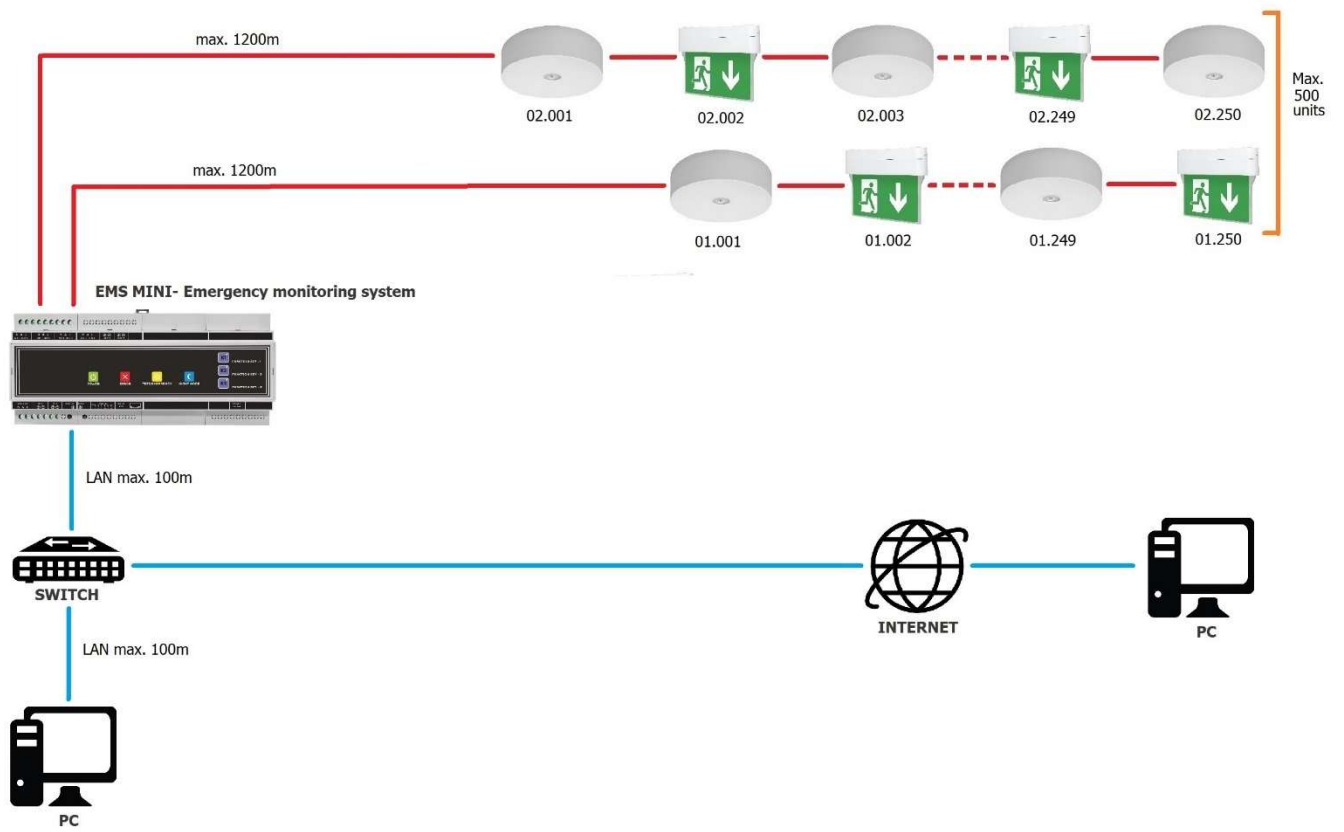 max. 1200m
02.001
02.002
02.003
02.249
02.250
Max.
500
units
max. 1200m
01.001
01.002
01.249
01.250
EMS MINI- Emergency monitoring system
LAN max. 100m
SWITCH
INTERNET
PC
LAN max. 100m
PC